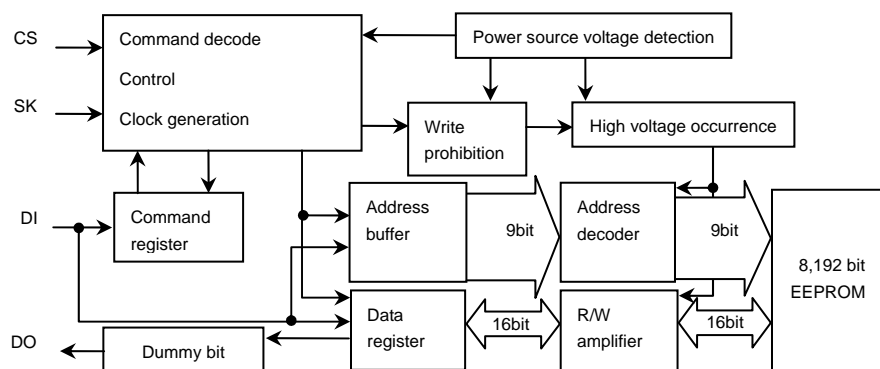 CS
Command decode
Power source voltage detection
Control
SK
Clock generation
Write
prohibition
High voltage occurrence
DI
Command
register
Address
buffer
9bit
Address
decoder
9bit
8,192 bit
EEPROM
Data
register
16bit
R/W
amplifier
16bit
DO
Dummy bit